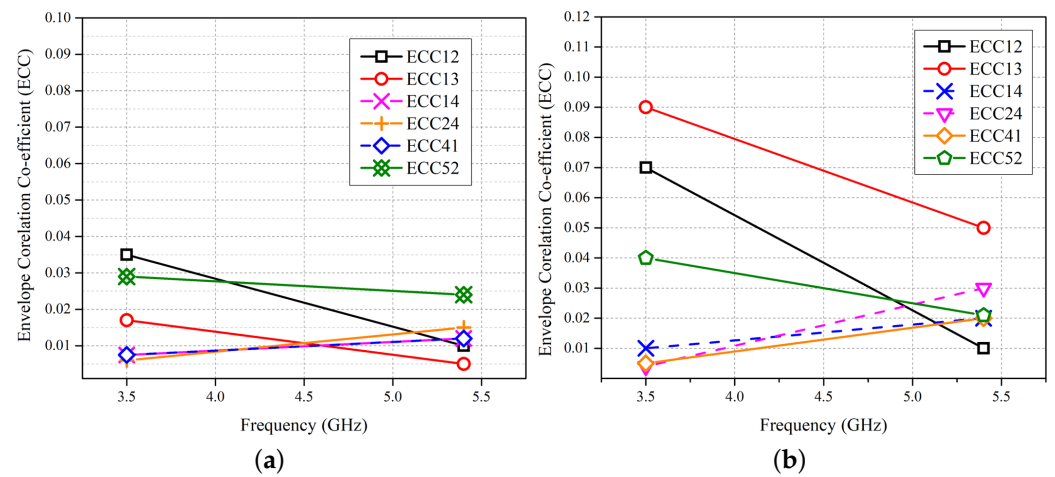 Envelope Corelation Co-efficient (ECC)
0.10
0.09
0.08
0.07
0.06
0.05
0.04
0.03
0.02
0.01
3.5
4.0
4.5
5.0
5.5
Frequency (GHz)
ECC12
ECC13
ECC14
ECC24
ECC41
ECC52
(a)
Envelope Corelation Co-efficient (ECC)
0.12
0.11
0.10
0.09
0.08
0.07
0.06
0.05
0.04
0.03
0.02
0.01
3.5
4.0
4.5
5.0
5.5
Frequency (GHz)
ECC12
ECC13
ECC14
ECC24
ECC41
ECC52
(b)